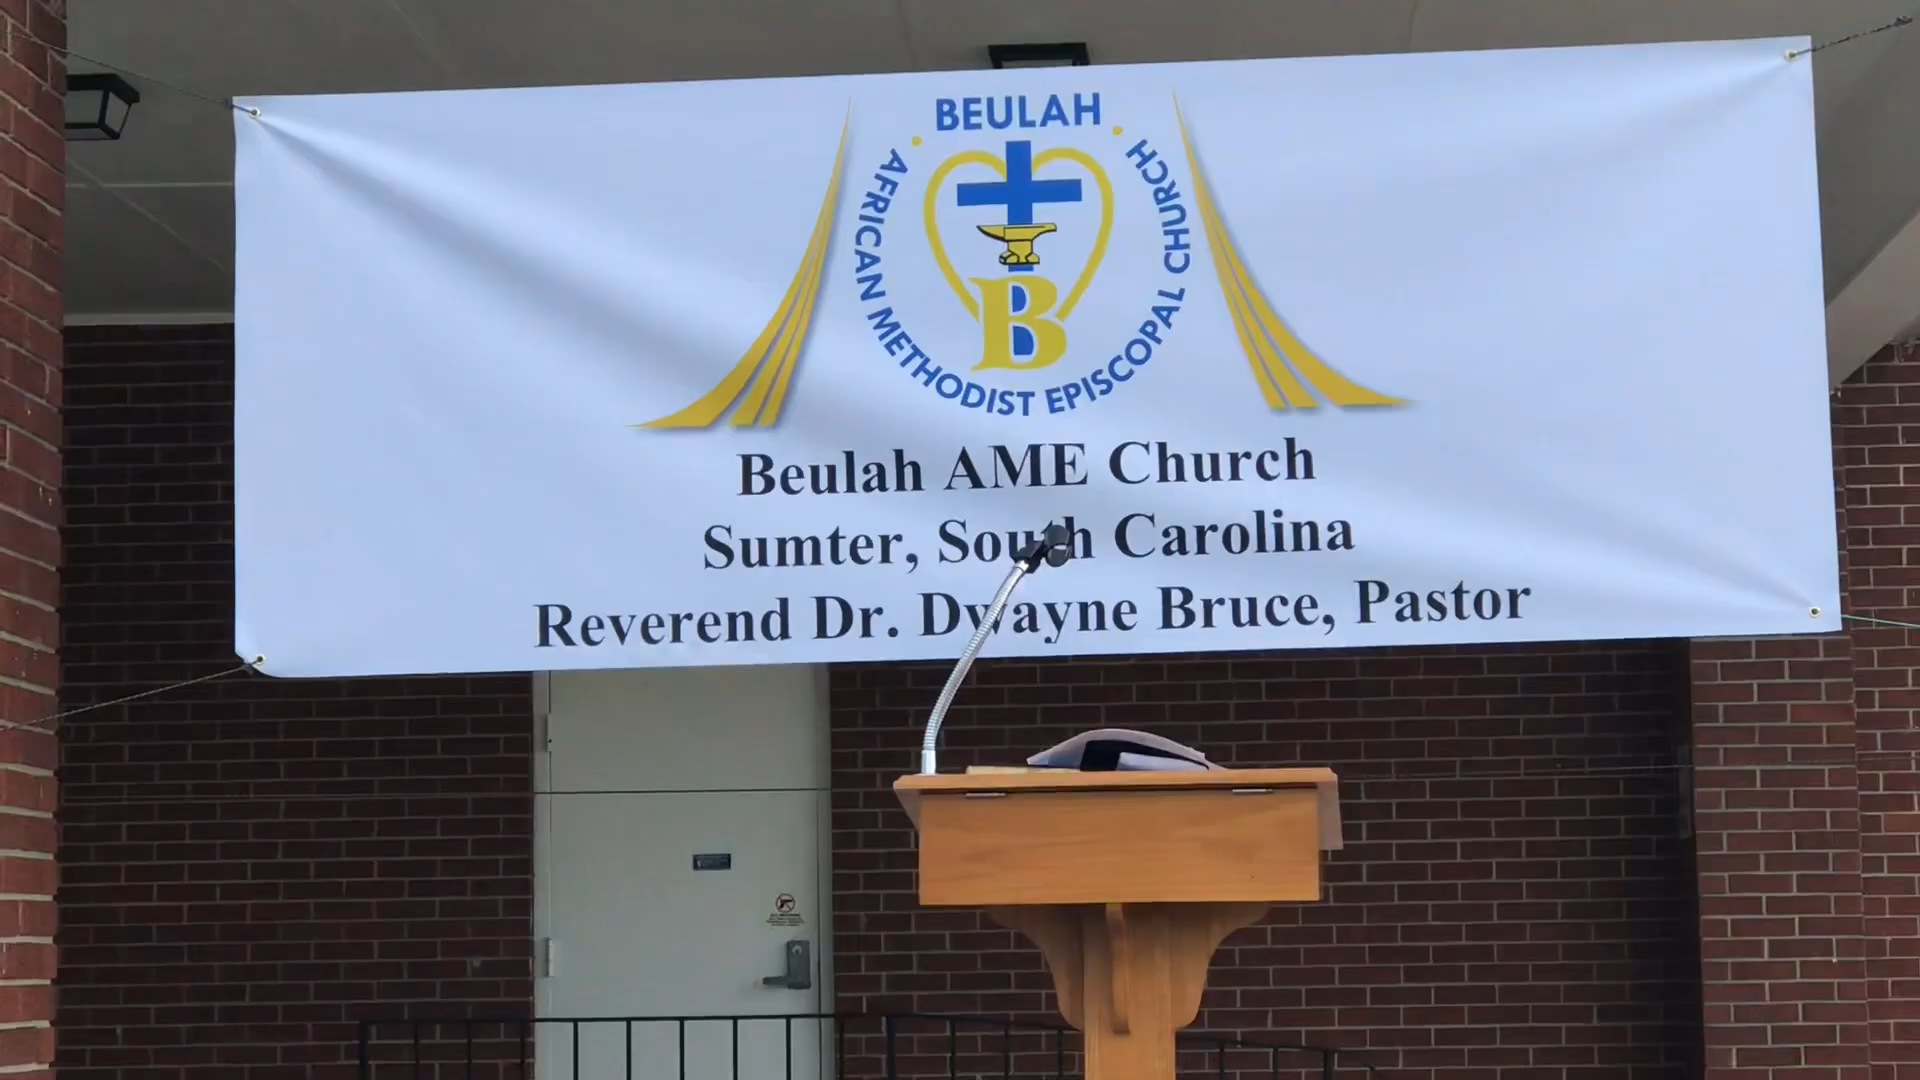 BEULAH
AFRICAN METHODIST EPISCOPAL CHURCH
B
Beulah AME Church
Sumter, South Carolina
Reverend Dr. Dwayne Bruce, Pastor